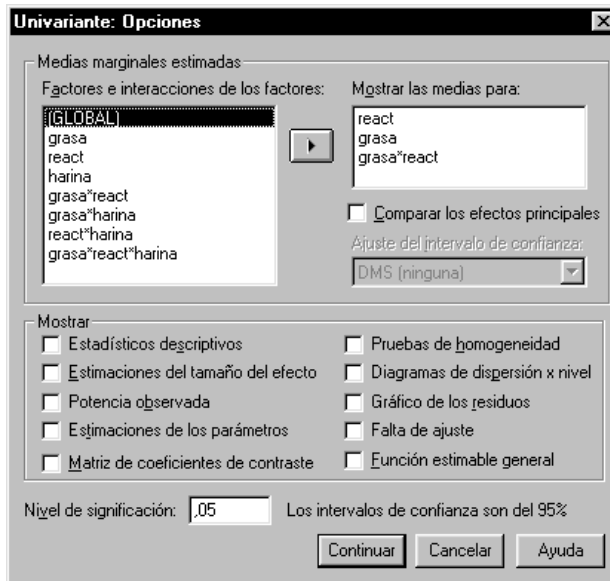 Univariante: Opciones
Medias marginales estimadas
Factores e interacciones de los factores:
(GLOBAL)
grasa
react
harina
grasa*react
grasa*harina
react*harina
grasa*react*harina
Mostrar las medias para:
react
grasa
grasa*react
Comparar los efectos principales
Ajuste del intervalo de confianza:
DMS (ninguna)
Mostrar
Estadísticos descriptivos
Estimaciones del tamaño del efecto
Potencia observada
Estimaciones de los parámetros
Matriz de coeficientes de contraste
Pruebas de homogeneidad
Diagramas de dispersión x nivel
Gráfico de los residuos
Falta de ajuste
Función estimable general
Nivel de significación: ,05 Los intervalos de confianza son del 95%
Continuar Cancelar Ayuda